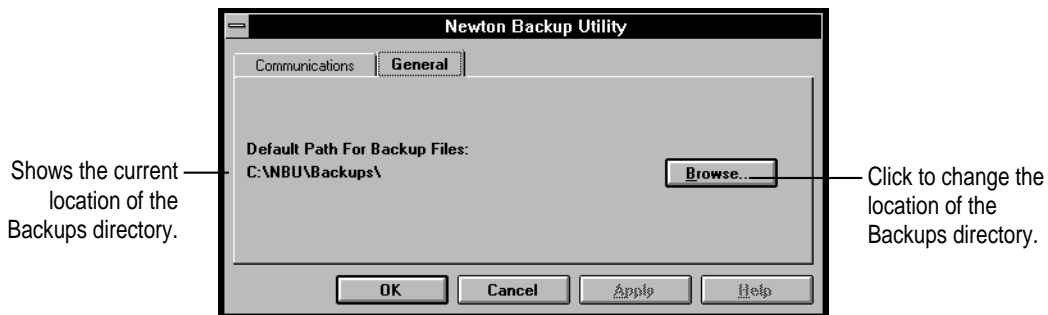 Newton Backup Utility
Communications
General
Default Path For Backup Files:
C:\NBU\Backups\
Browse...
Shows the current
location of the
Backups directory.
Click to change the
location of the
Backups directory.
OK
Cancel
Apply
Help